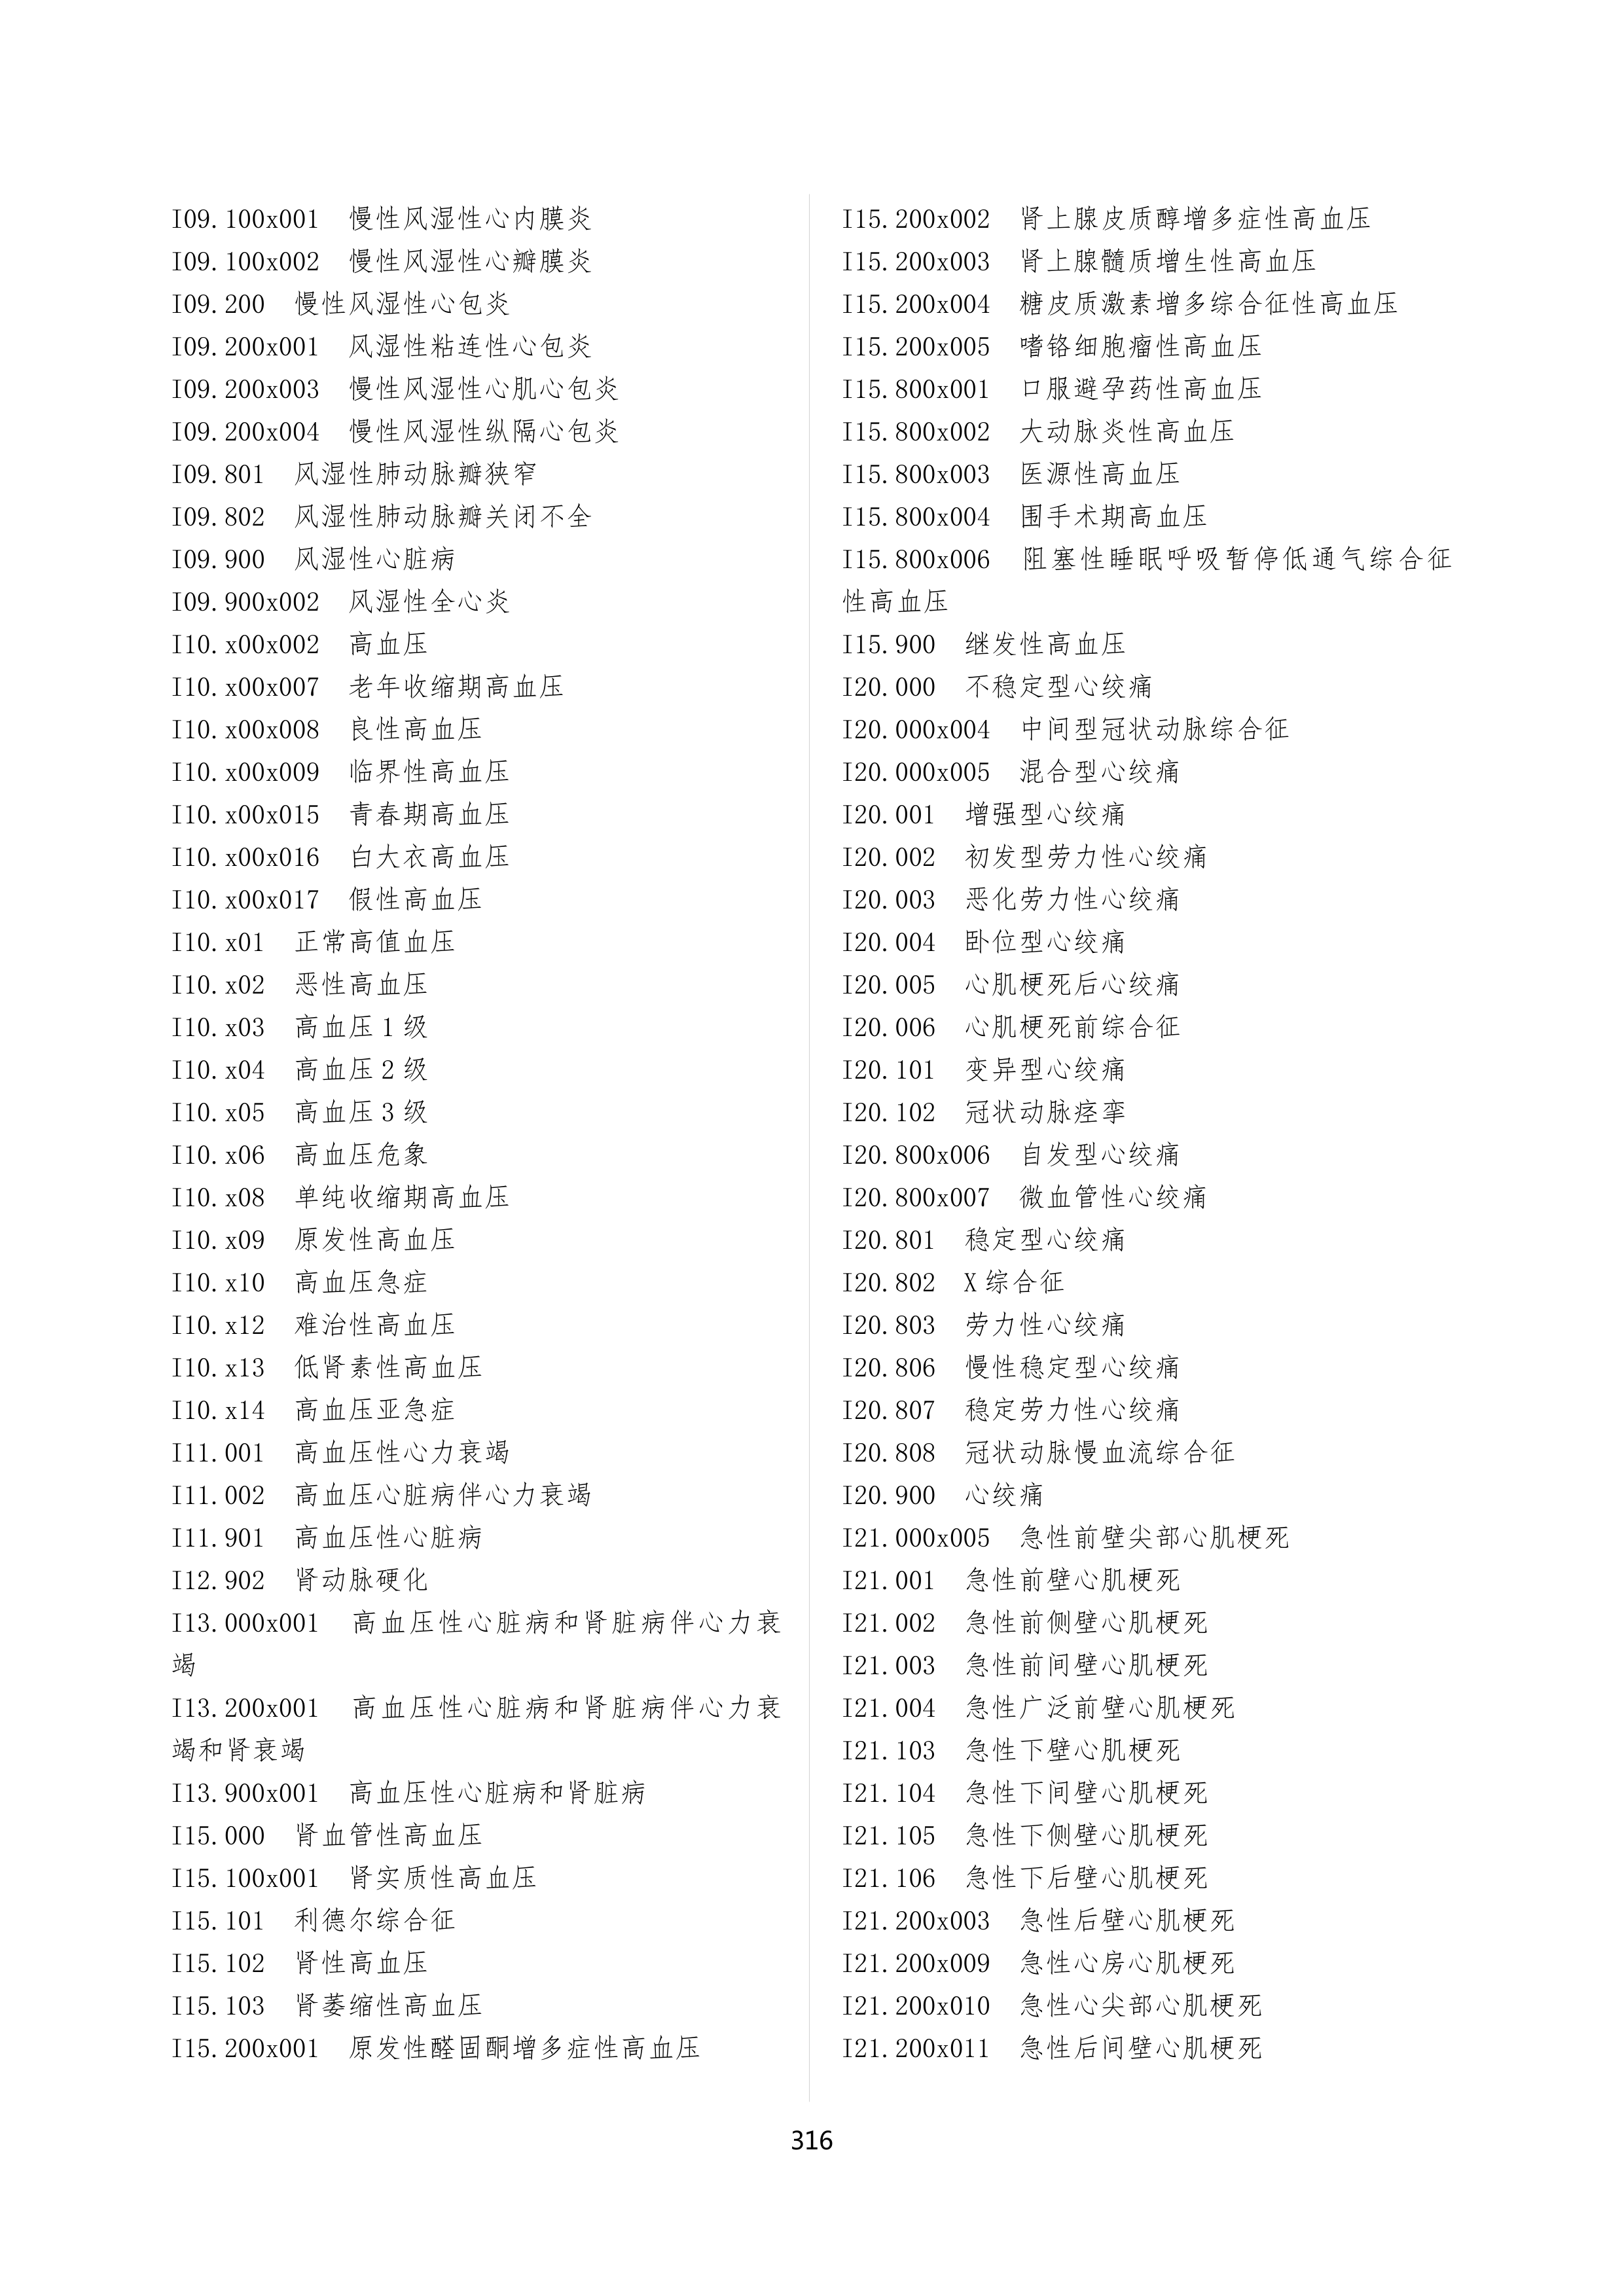 I09.100x001 慢性风湿性心内膜炎
I09.100x002 慢性风湿性心瓣膜炎
I09.200 慢性风湿性心包炎
I09.200x001 风湿性粘连性心包炎
I09.200x003 慢性风湿性心肌心包炎
I09.200x004 慢性风湿性纵隔心包炎
I09.801 风湿性肺动脉瓣狭窄
I09.802 风湿性肺动脉瓣关闭不全
I09.900 风湿性心脏病
I09.900x002 风湿性全心炎
I10.x00x002 高血压
I10.x00x007 老年收缩期高血压
I10.x00x008 良性高血压
I10.x00x009 临界性高血压
I10.x00x015 青春期高血压
I10.x00x016 白大衣高血压
I10.x00x017 假性高血压
I10.x01 正常高值血压
I10.x02 恶性高血压
I10.x03 高血压1级
I10.x04 高血压2级
I10.x05 高血压3级
I10.x06 高血压危象
I10.x08 单纯收缩期高血压
I10.x09 原发性高血压
I10.x10 高血压急症
I10.x12 难治性高血压
I10.x13 低肾素性高血压
I10.x14 高血压亚急症
I11.001 高血压性心力衰竭
I11.002 高血压心脏病伴心力衰竭
I11.901 高血压性心脏病
I12.902 肾动脉硬化
I13.000x001 高血压性心脏病和肾脏病伴心力衰
竭
I13.200x001 高血压性心脏病和肾脏病伴心力衰
竭和肾衰竭
I13.900x001 高血压性心脏病和肾脏病
I15.000 肾血管性高血压
I15.100x001 肾实质性高血压
I15.101 利德尔综合征
I15.102 肾性高血压
I15.103 肾萎缩性高血压
I15.200x001 原发性醛固酮增多症性高血压
I15.200x002 肾上腺皮质醇增多症性高血压
I15.200x003 肾上腺髓质增生性高血压
I15.200x004 糖皮质激素增多综合征性高血压
I15.200x005 嗜铬细胞瘤性高血压
I15.800x001 口服避孕药性高血压
I15.800x002 大动脉炎性高血压
I15.800x003 医源性高血压
I15.800x004 围手术期高血压
I15.800x006 阻塞性睡眠呼吸暂停低通气综合征
性高血压
I15.900 继发性高血压
I20.000 不稳定型心绞痛
I20.000x004 中间型冠状动脉综合征
I20.000x005 混合型心绞痛
I20.001 增强型心绞痛
I20.002 初发型劳力性心绞痛
I20.003 恶化劳力性心绞痛
I20.004 卧位型心绞痛
I20.005 心肌梗死后心绞痛
I20.006 心肌梗死前综合征
I20.101 变异型心绞痛
I20.102 冠状动脉痉挛
I20.800x006 自发型心绞痛
I20.800x007 微血管性心绞痛
I20.801 稳定型心绞痛
I20.802 X综合征
I20.803 劳力性心绞痛
I20.806 慢性稳定型心绞痛
I20.807 稳定劳力性心绞痛
I20.808 冠状动脉慢血流综合征
I20.900 心绞痛
I21.000x005 急性前壁尖部心肌梗死
I21.001 急性前壁心肌梗死
I21.002 急性前侧壁心肌梗死
I21.003 急性前间壁心肌梗死
I21.004 急性广泛前壁心肌梗死
I21.103 急性下壁心肌梗死
I21.104 急性下间壁心肌梗死
I21.105 急性下侧壁心肌梗死
I21.106 急性下后壁心肌梗死
I21.200x003 急性后壁心肌梗死
I21.200x009 急性心房心肌梗死
I21.200x010 急性心尖部心肌梗死
I21.200x011 急性后间壁心肌梗死
316